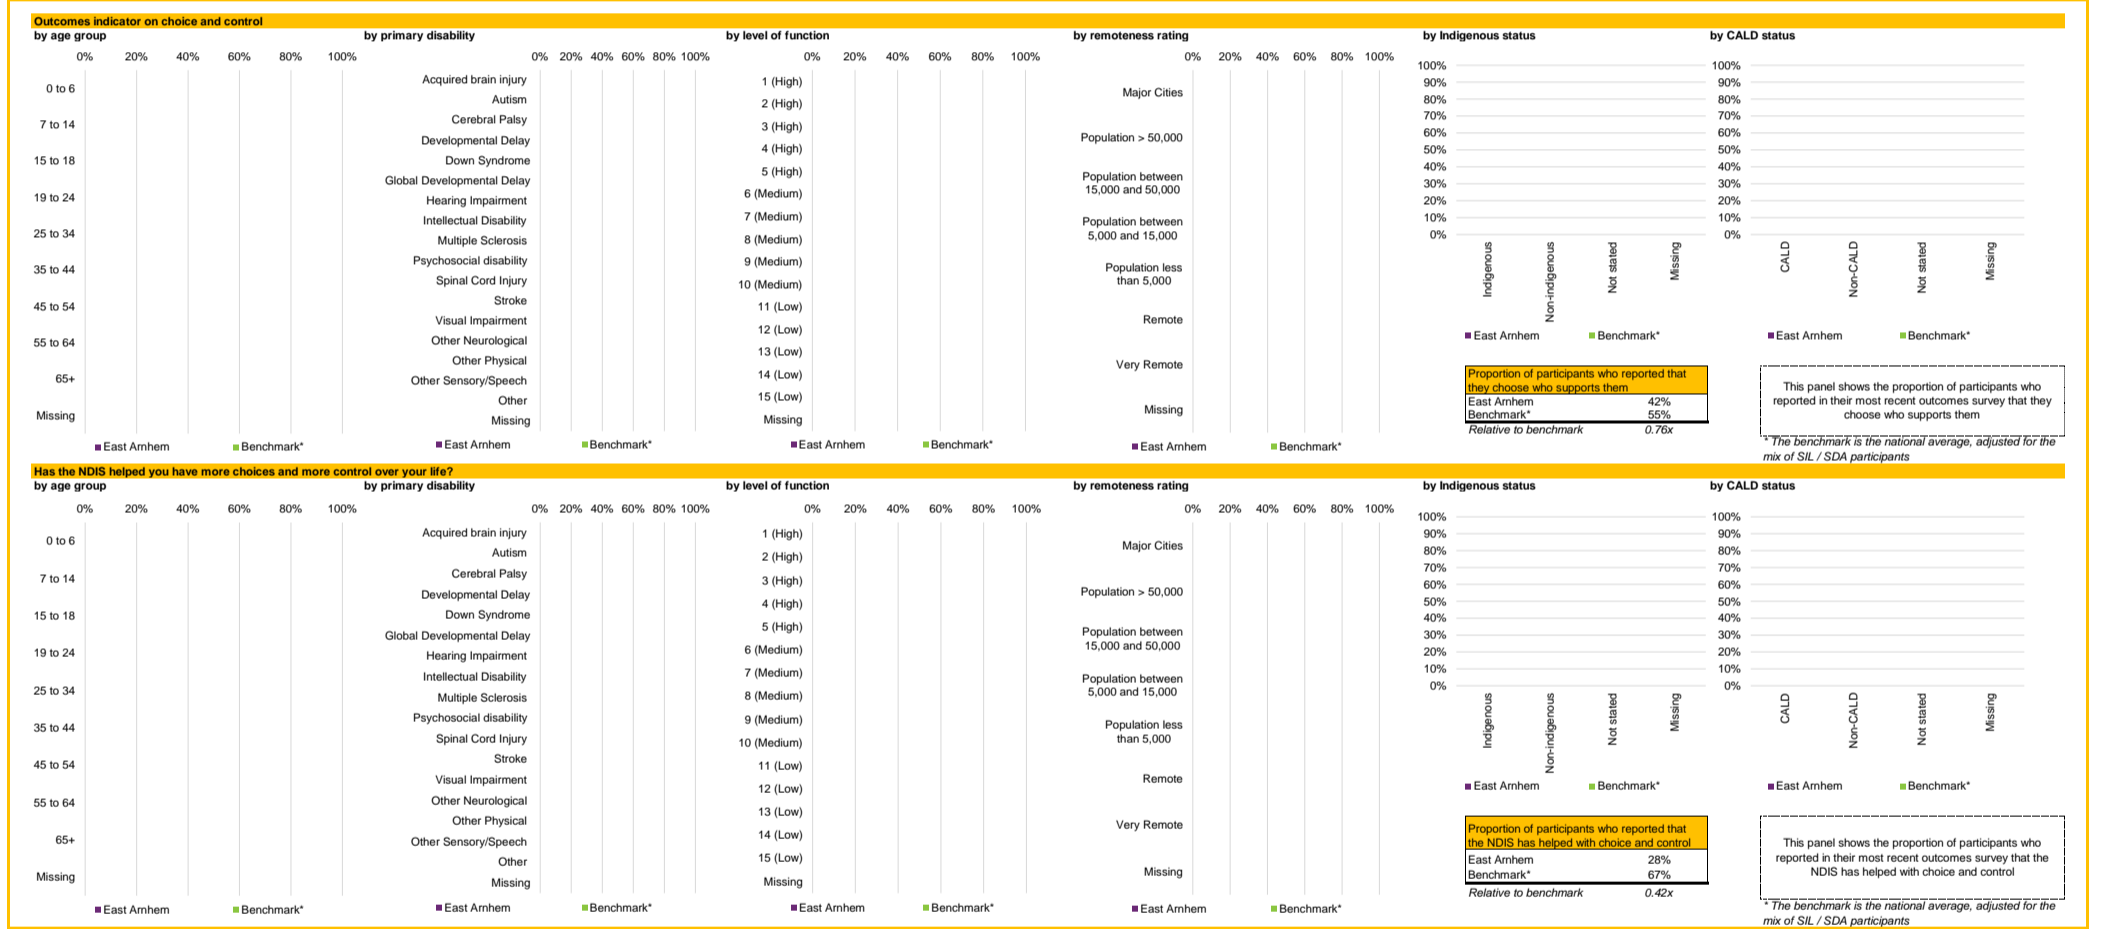 Outcomes indicator on choice and control
by age group
0% 20% 40% 60% 80% 100%
0 to 6
7 to 14
15 to 18
19 to 24
25 to 34
35 to 44
45 to 54
55 to 64
65+
Missing
East Arnhem Benchmark*
by primary disability
0% 20% 40% 60% 80% 100%
Acquired brain injury
Autism
Cerebral Palsy
Developmental Delay
Down Syndrome
Global Developmental Delay
Hearing Impairment
Intellectual Disability
Multiple Sclerosis
Psychosocial disability
Spinal Cord Injury
Stroke
Visual Impairment
Other Neurological
Other Physical
Other Sensory/Speech
Other
Missing
East Arnhem Benchmark*
by level of function
0% 20% 40% 60% 80% 100%
1 (High)
2 (High)
3 (High)
4 (High)
5 (High)
6 (Medium)
7 (Medium)
8 (Medium)
9 (Medium)
10 (Medium)
11 (Low)
12 (Low)
13 (Low)
14 (Low)
15 (Low)
Missing
East Arnhem Benchmark*
by remoteness rating
0% 20% 40% 60% 80% 100%
Major Cities
Population > 50,000
Population between
15,000 and 50,000
Population between
5,000 and 15,000
Population less
than 5,000
Remote
Very Remote
Missing
East Arnhem Benchmark*
by Indigenous status
100%
90%
80%
70%
60%
50%
40%
30%
20%
10%
0%
Indigenous
Non-indigenous
Not stated
Missing
East Arnhem Benchmark*
Proportion of participants who reported that
they choose who supports them
East Arnhem 42%
Benchmark* 55%
Relative to benchmark 0.76x
by CALD status
100%
90%
80%
70%
60%
50%
40%
30%
20%
10%
0%
CALD
Non-CALD
Not stated
Missing
East Arnhem Benchmark*
This panel shows the proportion of participants who
reported in their most recent outcomes survey that they
choose who supports them
* The benchmark is the national average, adjusted for the
mix of SIL / SDA participants
Has the NDIS helped you have more choices and more control over your life?
by age group
0% 20% 40% 60% 80% 100%
0 to 6
7 to 14
15 to 18
19 to 24
25 to 34
35 to 44
45 to 54
55 to 64
65+
Missing
East Arnhem Benchmark*
by primary disability
0% 20% 40% 60% 80% 100%
Acquired brain injury
Autism
Cerebral Palsy
Developmental Delay
Down Syndrome
Global Developmental Delay
Hearing Impairment
Intellectual Disability
Multiple Sclerosis
Psychosocial disability
Spinal Cord Injury
Stroke
Visual Impairment
Other Neurological
Other Physical
Other Sensory/Speech
Other
Missing
East Arnhem Benchmark*
by level of function
0% 20% 40% 60% 80% 100%
1 (High)
2 (High)
3 (High)
4 (High)
5 (High)
6 (Medium)
7 (Medium)
8 (Medium)
9 (Medium)
10 (Medium)
11 (Low)
12 (Low)
13 (Low)
14 (Low)
15 (Low)
Missing
East Arnhem Benchmark*
by remoteness rating
0% 20% 40% 60% 80% 100%
Major Cities
Population > 50,000
Population between
15,000 and 50,000
Population between
5,000 and 15,000
Population less
than 5,000
Remote
Very Remote
Missing
East Arnhem Benchmark*
by Indigenous status
100%
90%
80%
70%
60%
50%
40%
30%
20%
10%
0%
Indigenous
Non-indigenous
Not stated
Missing
East Arnhem Benchmark*
Proportion of participants who reported that
the NDIS has helped with choice and control
East Arnhem 28%
Benchmark* 67%
Relative to benchmark 0.42x
by CALD status
100%
90%
80%
70%
60%
50%
40%
30%
20%
10%
0%
CALD
Non-CALD
Not stated
Missing
East Arnhem Benchmark*
This panel shows the proportion of participants who
reported in their most recent outcomes survey that the
NDIS has helped with choice and control
* The benchmark is the national average, adjusted for the
mix of SIL / SDA participants